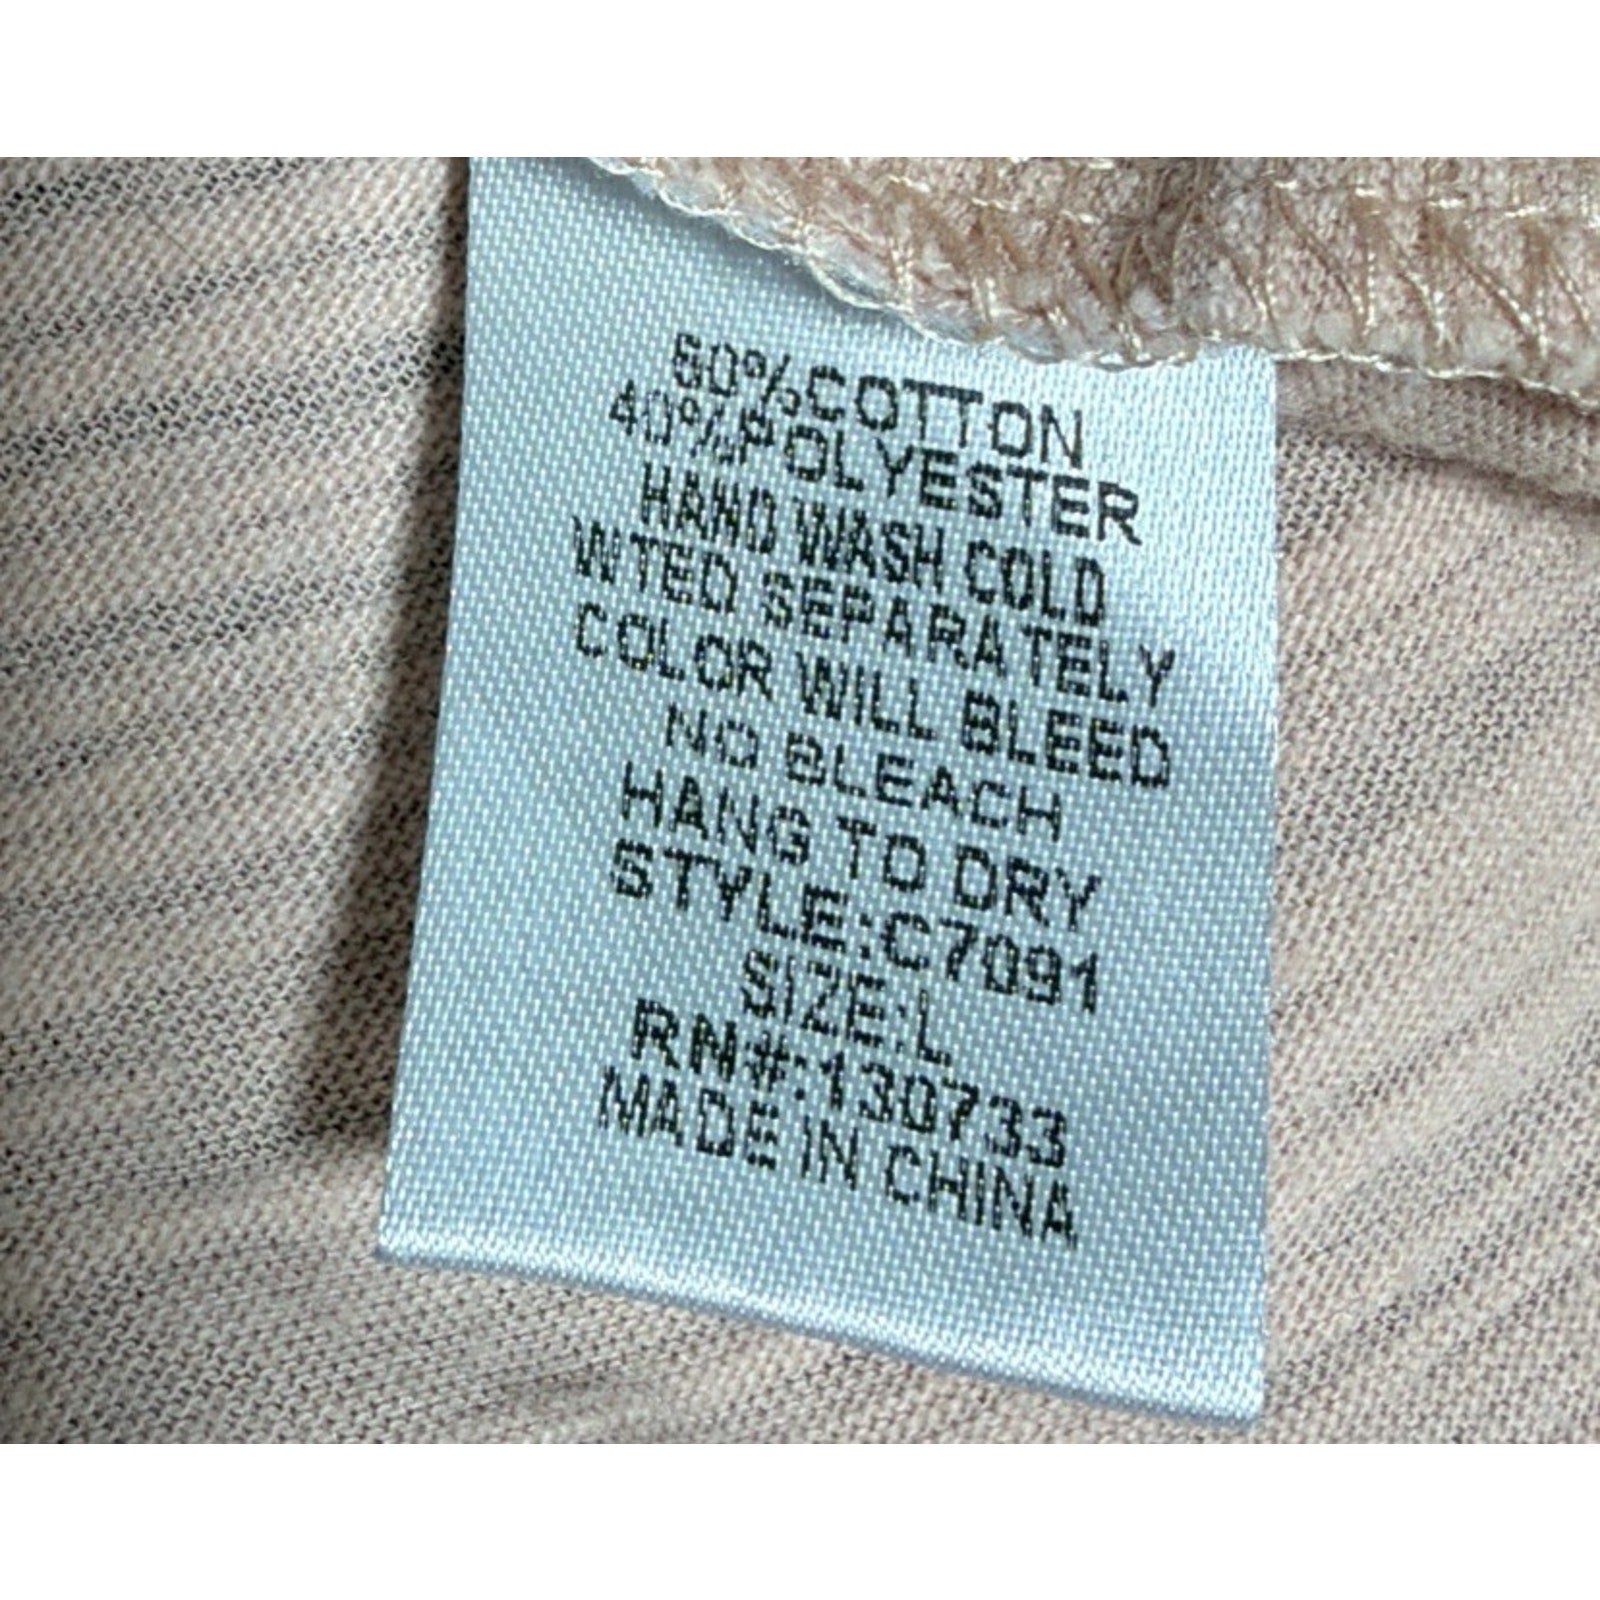 60%COTTON
40%POLYESTER
HAND WASH COLD
WTED SEPARATELY
COLOR WILL BLEED
NO BLEACH
HANG TO DRY
STYLE:C7091
SIZE:L
RN#:130733
MADE IN CHINA